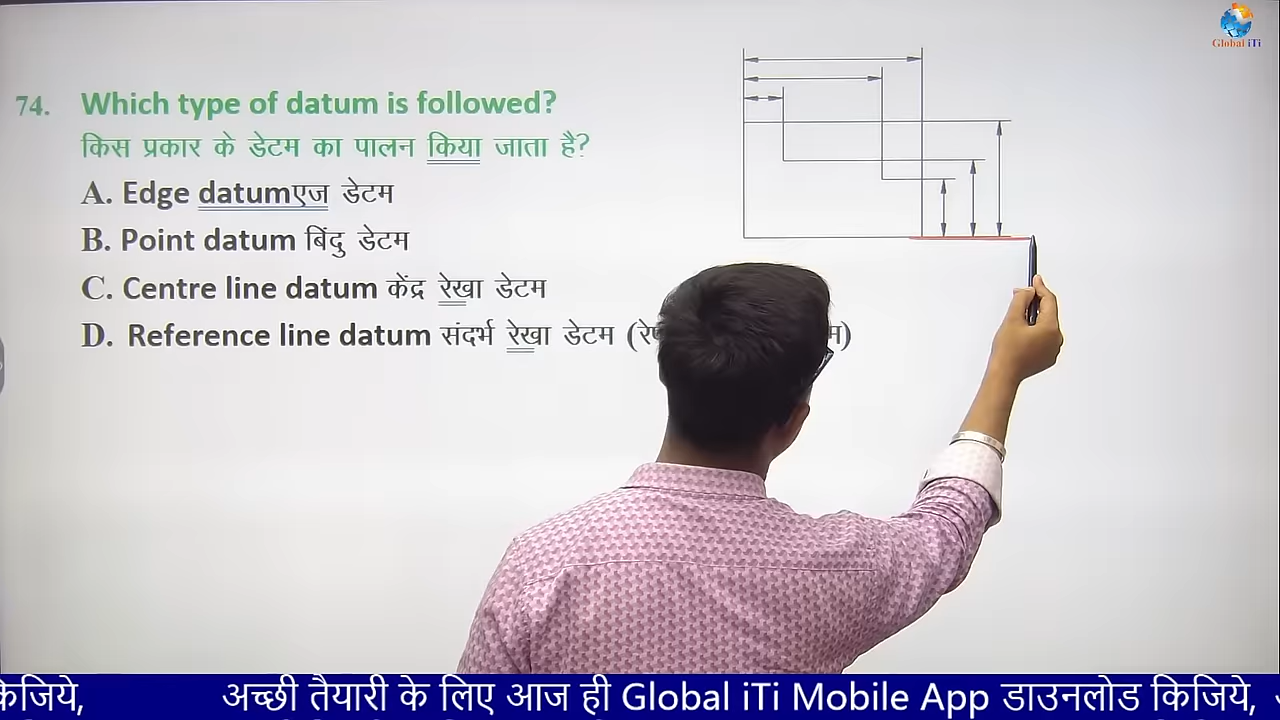 Global iTi
74. Which type of datum is followed?
किस प्रकार के डेटम का पालन किया जाता है?
A. Edge datumएज डेटम
B. Point datum बिंदु डेटम
C. Centre line datum केंद्र रेखा डेटम
D. Reference line datum संदर्भ रेखा डेटम
किजिये, अच्छी तैयारी के लिए आज ही Global iTi Mobile App डाउनलोड किजिये,